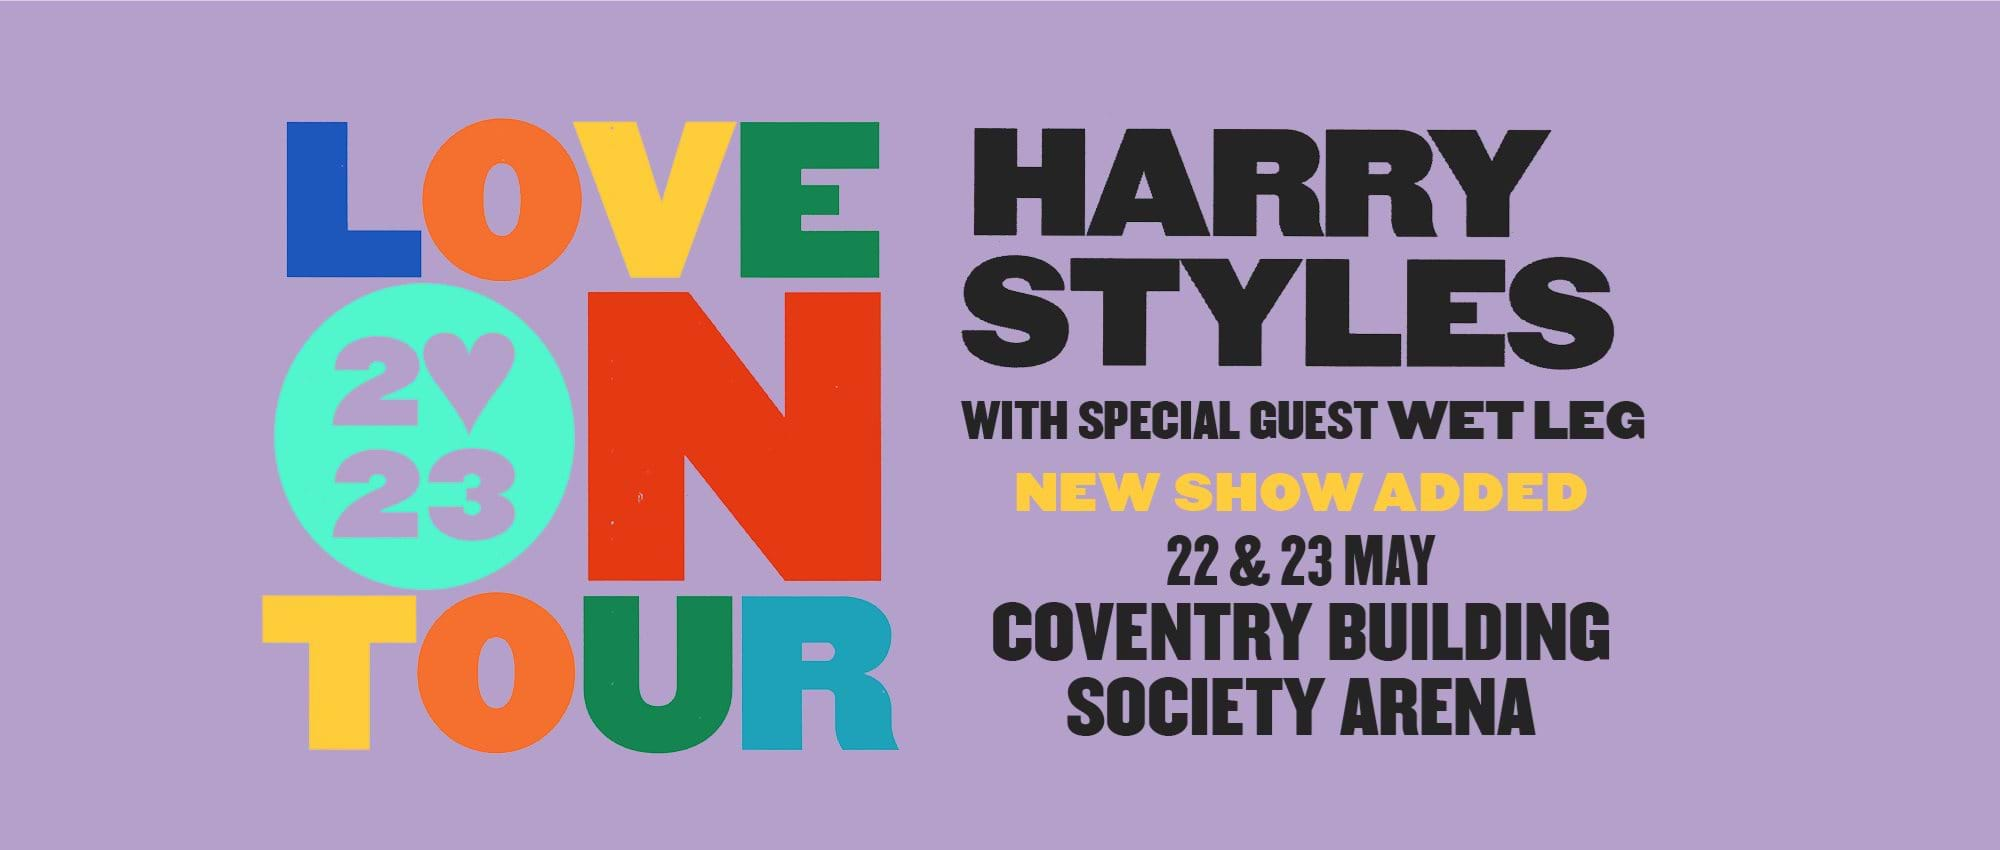 LOVE
2♥
23
ON
TOUR
HARRY
STYLES
WITH SPECIAL GUEST WET LEG
NEW SHOW ADDED
22 & 23 MAY
COVENTRY BUILDING
SOCIETY ARENA